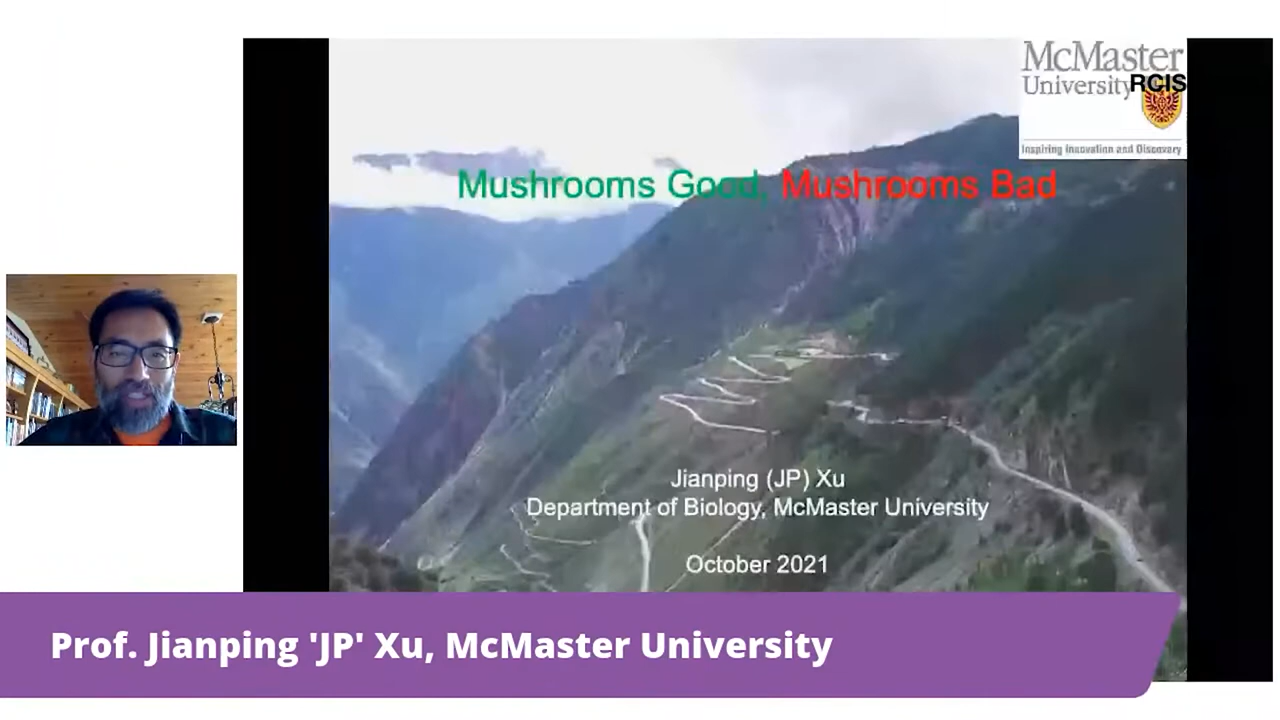 McMaster
University
RCIS
Inspiring Innovation and Discovery
Mushrooms Good, Mushrooms Bad
Jianping (JP) Xu
Department of Biology, McMaster University
October 2021
Prof. Jianping 'JP' Xu, McMaster University